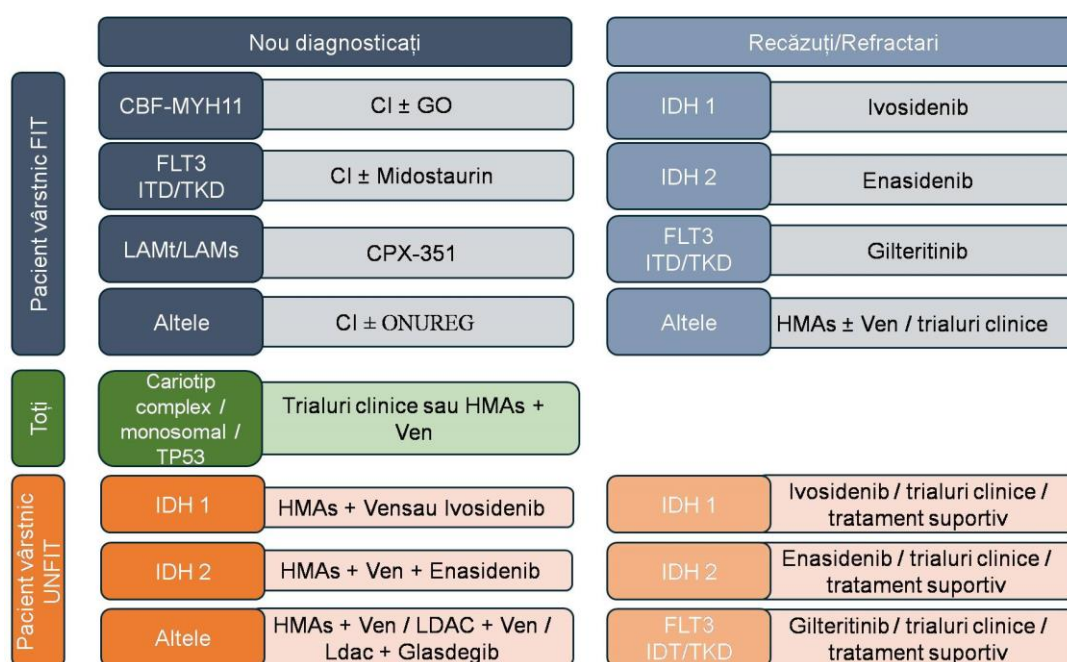 Nou diagnosticați
Recăzuți/Refractari
Pacient vârstnic FIT
CBF-MYH11
CI ± GO
IDH 1
Ivosidenib
FLT3
ITD/TKD
CI ± Midostaurin
IDH 2
Enasidenib
LAMt/LAMs
CPX-351
FLT3
ITD/TKD
Gilteritinib
Altele
CI ± ONUREG
Altele
HMAs ± Ven / trialuri clinice
Toți
Cariotip
complex /
monosomal /
TP53
Trialuri clinice sau HMAs +
Ven
Pacient vârstnic
UNFIT
IDH 1
HMAs + Vensau Ivosidenib
IDH 1
Ivosidenib / trialuri clinice /
tratament suportiv
IDH 2
HMAs + Ven + Enasidenib
IDH 2
Enasidenib / trialuri clinice /
tratament suportiv
Altele
HMAs + Ven / LDAC + Ven /
Ldac + Glasdegib
FLT3
IDT/TKD
Gilteritinib / trialuri clinice /
tratament suportiv